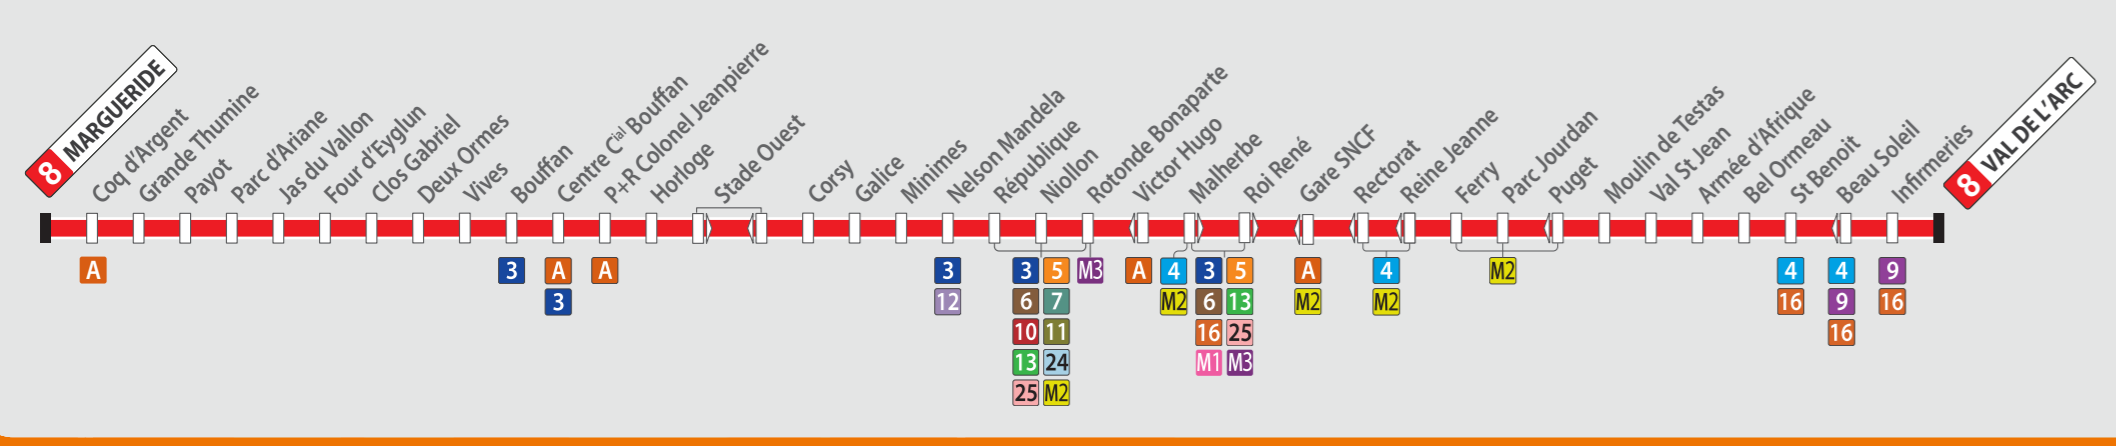 8 MARGUERIDE
Coq d'Argent
Grande Thumine
Payot
Parc d'Ariane
Jas du Vallon
Four d'Eyglun
Clos Gabriel
Deux Ormes
Vives
Bouffan
Centre Cial Bouffan
P+R Colonel Jeanpierre
Horloge
Stade Ouest
Corsy
Galice
Minimes
Nelson Mandela
République
Niollon
Rotonde Bonaparte
Victor Hugo
Malherbe
Roi René
Gare SNCF
Rectorat
Reine Jeanne
Ferry
Parc Jourdan
Puget
Moulin de Testas
Val St Jean
Armée d'Afrique
Bel Ormeau
St Benoit
Beau Soleil
Infirmeries
8 VAL DE L'ARC
A
3
A
3
A
3
12
3 5
6 7
10 11
13 24
25 M2
M3
A
4
M2
3 5
6 13
16 25
M1 M3
A
M2
4
M2
M2
4
16
4
9
16
9
16